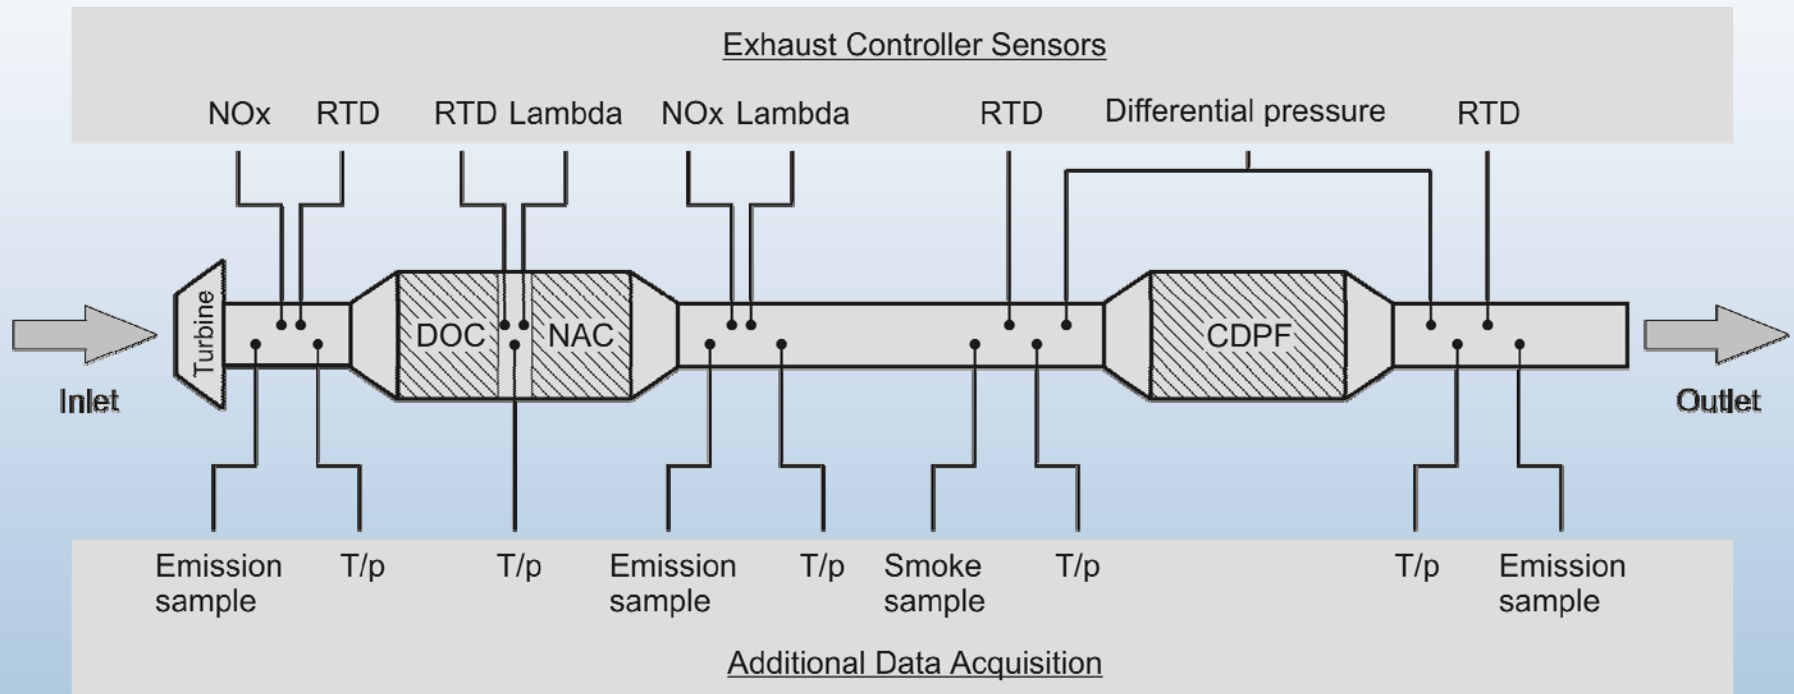 Exhaust Controller Sensors
NOx RTD RTD Lambda NOx Lambda RTD Differential pressure RTD
Turbine
DOC NAC CDPF
Inlet Outlet
Emission sample T/p T/p Emission sample T/p Smoke sample T/p T/p Emission sample
Additional Data Acquisition